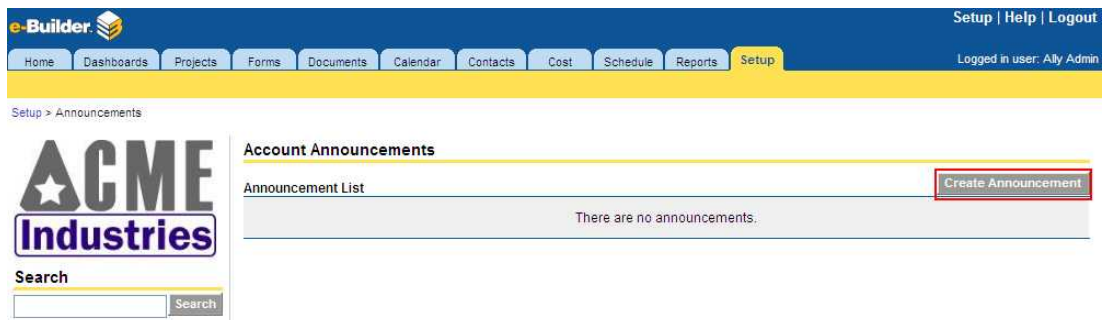 e-Builder.
Setup | Help | Logout
Home Dashboards Projects Forms Documents Calendar Contacts Cost Schedule Reports Setup
Logged in user: Ally Admin
Setup > Announcements
ACME
Industries
Account Announcements
Announcement List
Create Announcement
There are no announcements.
Search
Search